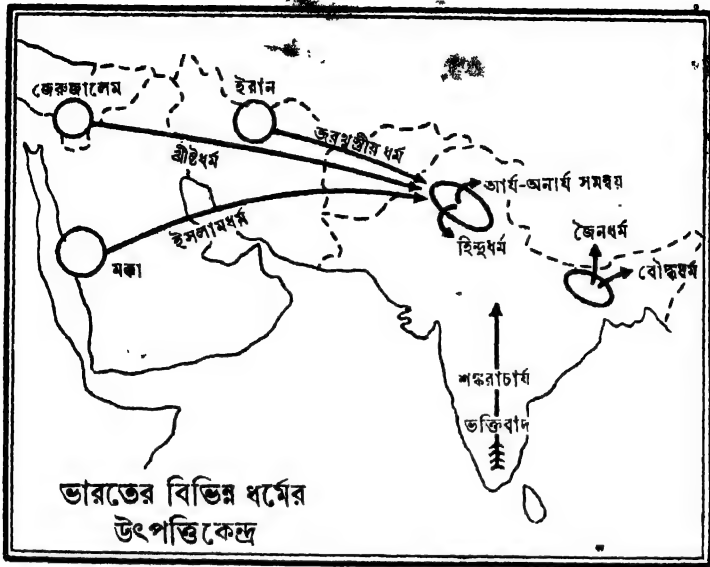 জেরুজালেম
ইরান
জরথুস্ত্রীয় ধর্ম
খ্রীষ্টধর্ম
আর্য-অনার্য সমন্বয়
ইসলামধর্ম
হিন্দুধর্ম
জৈনধর্ম
বৌদ্ধধর্ম
মক্কা
শঙ্করাচার্য
ভক্তিবাদ
ভারতের বিভিন্ন ধর্মের
উৎপত্তিকেন্দ্র